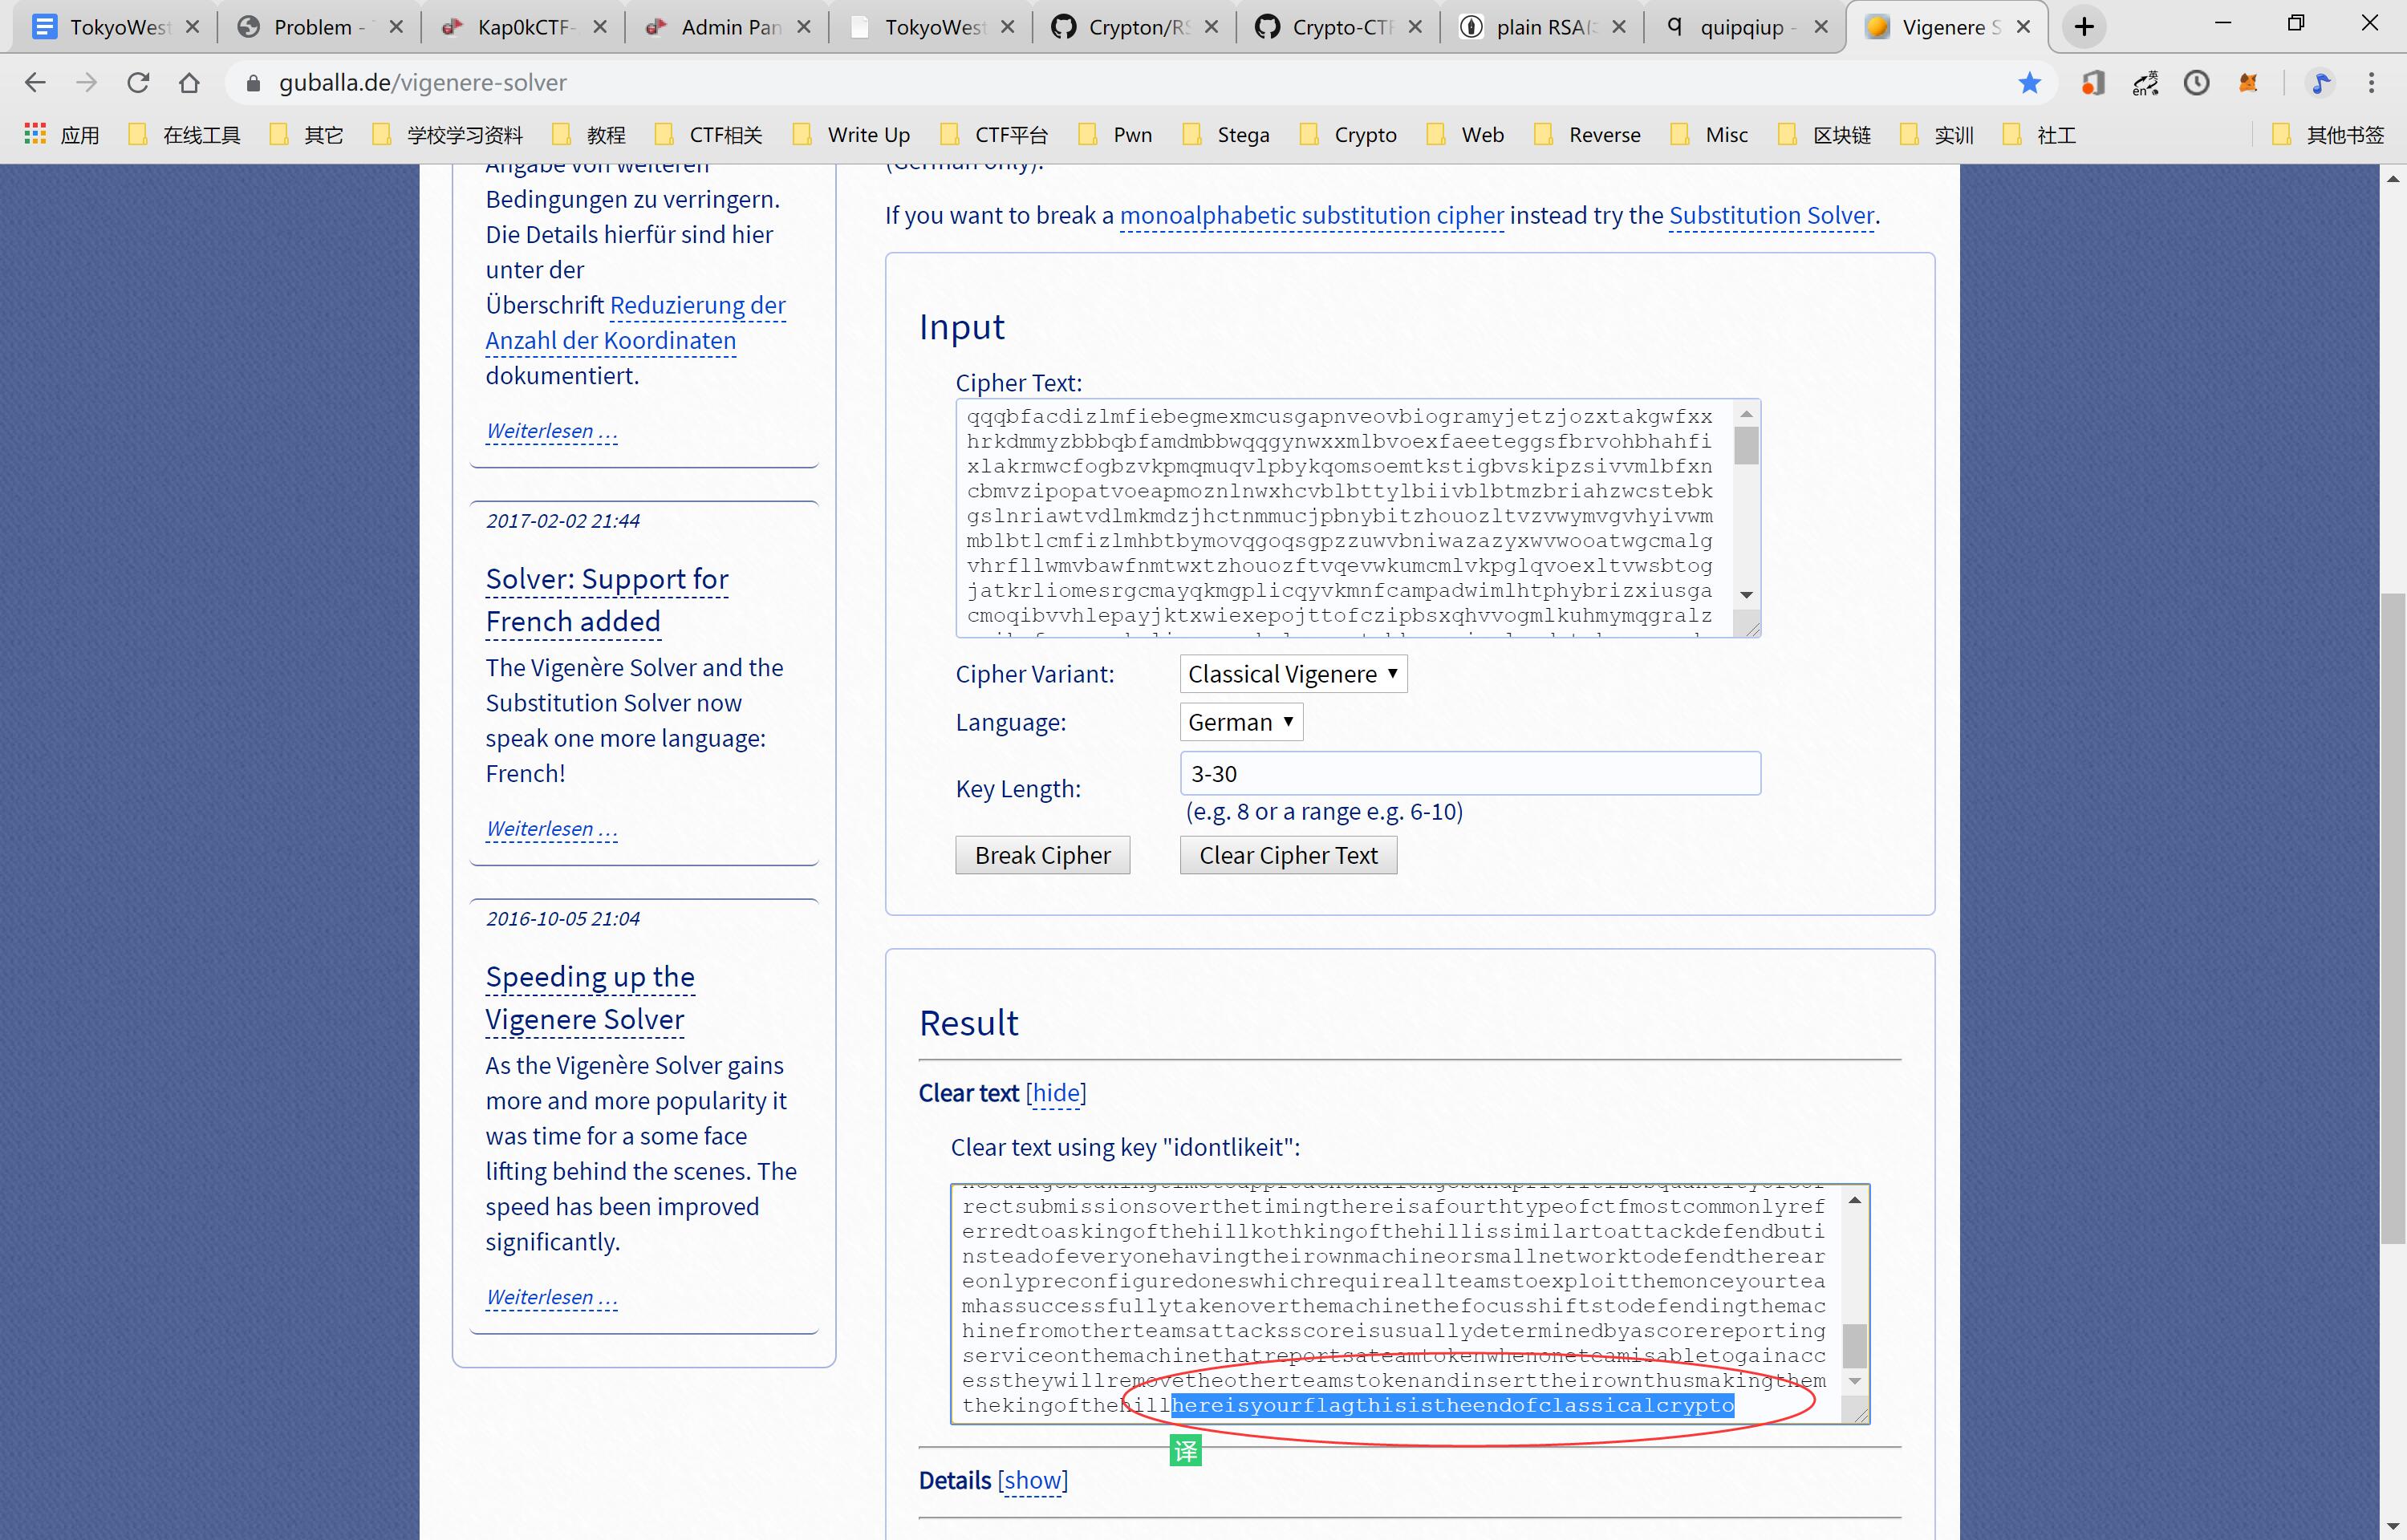 TokyoWest
Problem -
Kap0kCTF-
Admin Pan
TokyoWest
Crypton/RS
Crypto-CTF
plain RSA
quipqiup -
Vigenere S
guballa.de/vigenere-solver
应用
在线工具
其它
学校学习资料
教程
CTF相关
Write Up
CTF平台
Pwn
Stega
Crypto
Web
Reverse
Misc
区块链
实训
社工
其他书签
Angabe von weiteren
Bedingungen zu verringern.
Die Details hierfür sind hier
unter der
Überschrift Reduzierung der
Anzahl der Koordinaten
dokumentiert.
Weiterlesen …
2017-02-02 21:44
Solver: Support for
French added
The Vigenère Solver and the
Substitution Solver now
speak one more language:
French!
Weiterlesen …
2016-10-05 21:04
Speeding up the
Vigenere Solver
As the Vigenère Solver gains
more and more popularity it
was time for a some face
lifting behind the scenes. The
speed has been improved
significantly.
Weiterlesen …
(German only).
If you want to break a monoalphabetic substitution cipher instead try the Substitution Solver.
Input
Cipher Text:
qqqbfacdizlmfiebegmexmcusgapnveovbiogramyjetzjozxtakgwfxx
hrkdmmyzbbbqbfamdmbbwqqgynwxxmlbvoexfaeeteggsfbrvohbhahfi
xlakrmwcfogbzvkpmqmuqvlpbykqomsoemtkstigbvskipzsivvmlbfxn
cbmvzipopatvoeapmoznlnwxhcvblbttylbiivblbtmzbriahzwcstebk
gslnriawtvdlmkmdzjhctnmmucjpbnybitzhouozltvzvwymvgvhyivwm
mblbtlcmfizlmhbtbymovqgoqsgpzzuwvbniwazazyxwvwooatwgcmalg
vhrfllwmvbawfnmtwxtzhouozftvqevwkumcmlvkpglqvoexltvwsbtog
jatkrliomesrgcmayqkmgplicqyvkmnfcampadwimlhtphybrizxiusga
cmoqibvvhlepayjktxwiexepojttofczipbsxqhvvogmlkuhmymqgralz
Cipher Variant:
Classical Vigenere
Language:
German
Key Length:
3-30
(e.g. 8 or a range e.g. 6-10)
Break Cipher
Clear Cipher Text
Result
Clear text [hide]
Clear text using key "idontlikeit":
rectsubmissionsoverthetimingthereisafourthtypeofctfmostcommonlyref
erredtoaskingofthehillkothkingofthehillissimilartoattackdefendbuti
nsteadofeveryonehavingtheirownmachineorsmallnetworktodefendtherear
eonlypreconfiguredoneswhichrequireallteamstoexploitthemonceyourtea
mhassuccessfullytakenoverthemachinethefocusshiftstodefendingthemac
hinefromotherteamsattacksscoreisusuallydeterminedbyascorereporting
serviceonthemachinethatreportsateamtokenwhenoneteamisabletogainacc
esstheywillremovetheotherteamstokenandinserttheirownthusmakingthem
thekingofthehillhereisyourflagthisistheendofclassicalcrypto
译
Details [show]